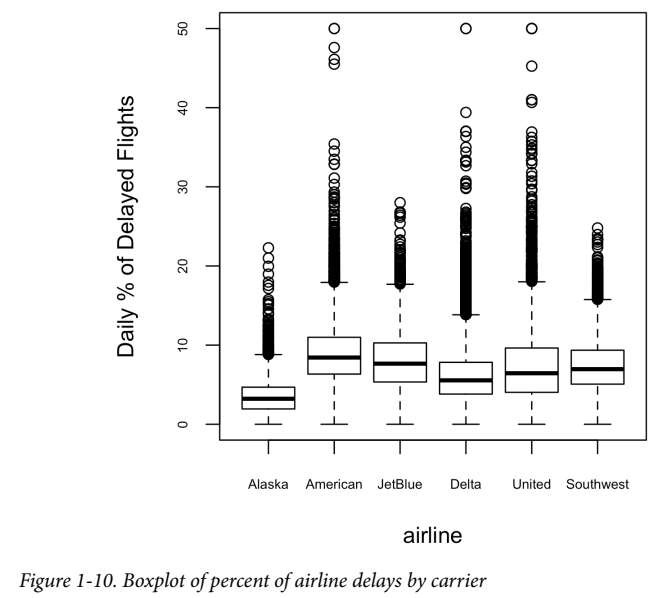 50
40
30
20
10
0
Daily % of Delayed Flights
Alaska American JetBlue Delta United Southwest
airline
Figure 1-10. Boxplot of percent of airline delays by carrier